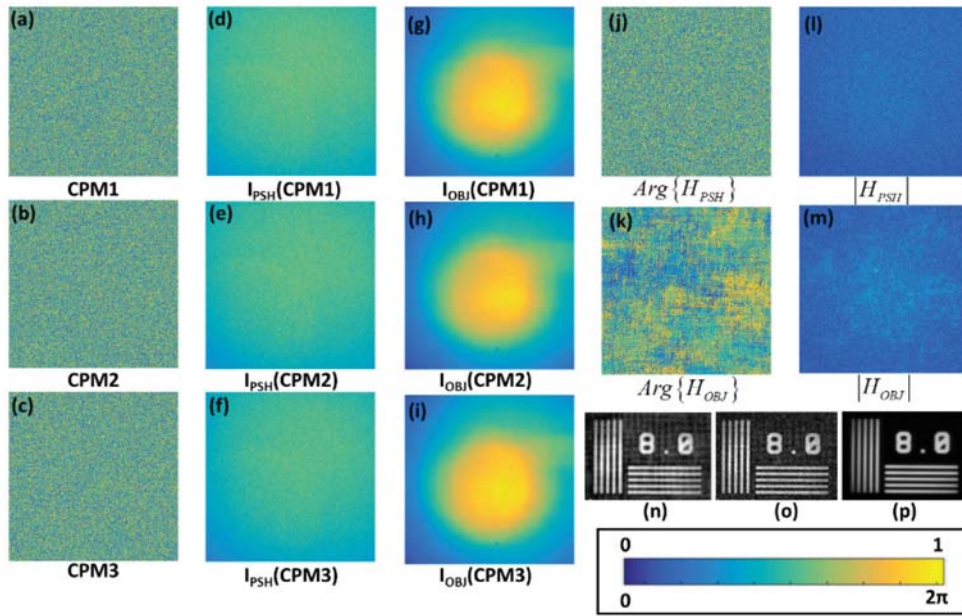 (a) (d) (g) (j) (l)
CPM1 I_PSH(CPM1) I_OBJ(CPM1) Arg{H_PSH} |H_PSH|
(b) (e) (h) (k) (m)
CPM2 I_PSH(CPM2) I_OBJ(CPM2) Arg{H_OBJ} |H_OBJ|
(c) (f) (i)
8.0 8.0 8.0
(n) (o) (p)
CPM3 I_PSH(CPM3) I_OBJ(CPM3)
0 1
0 2π